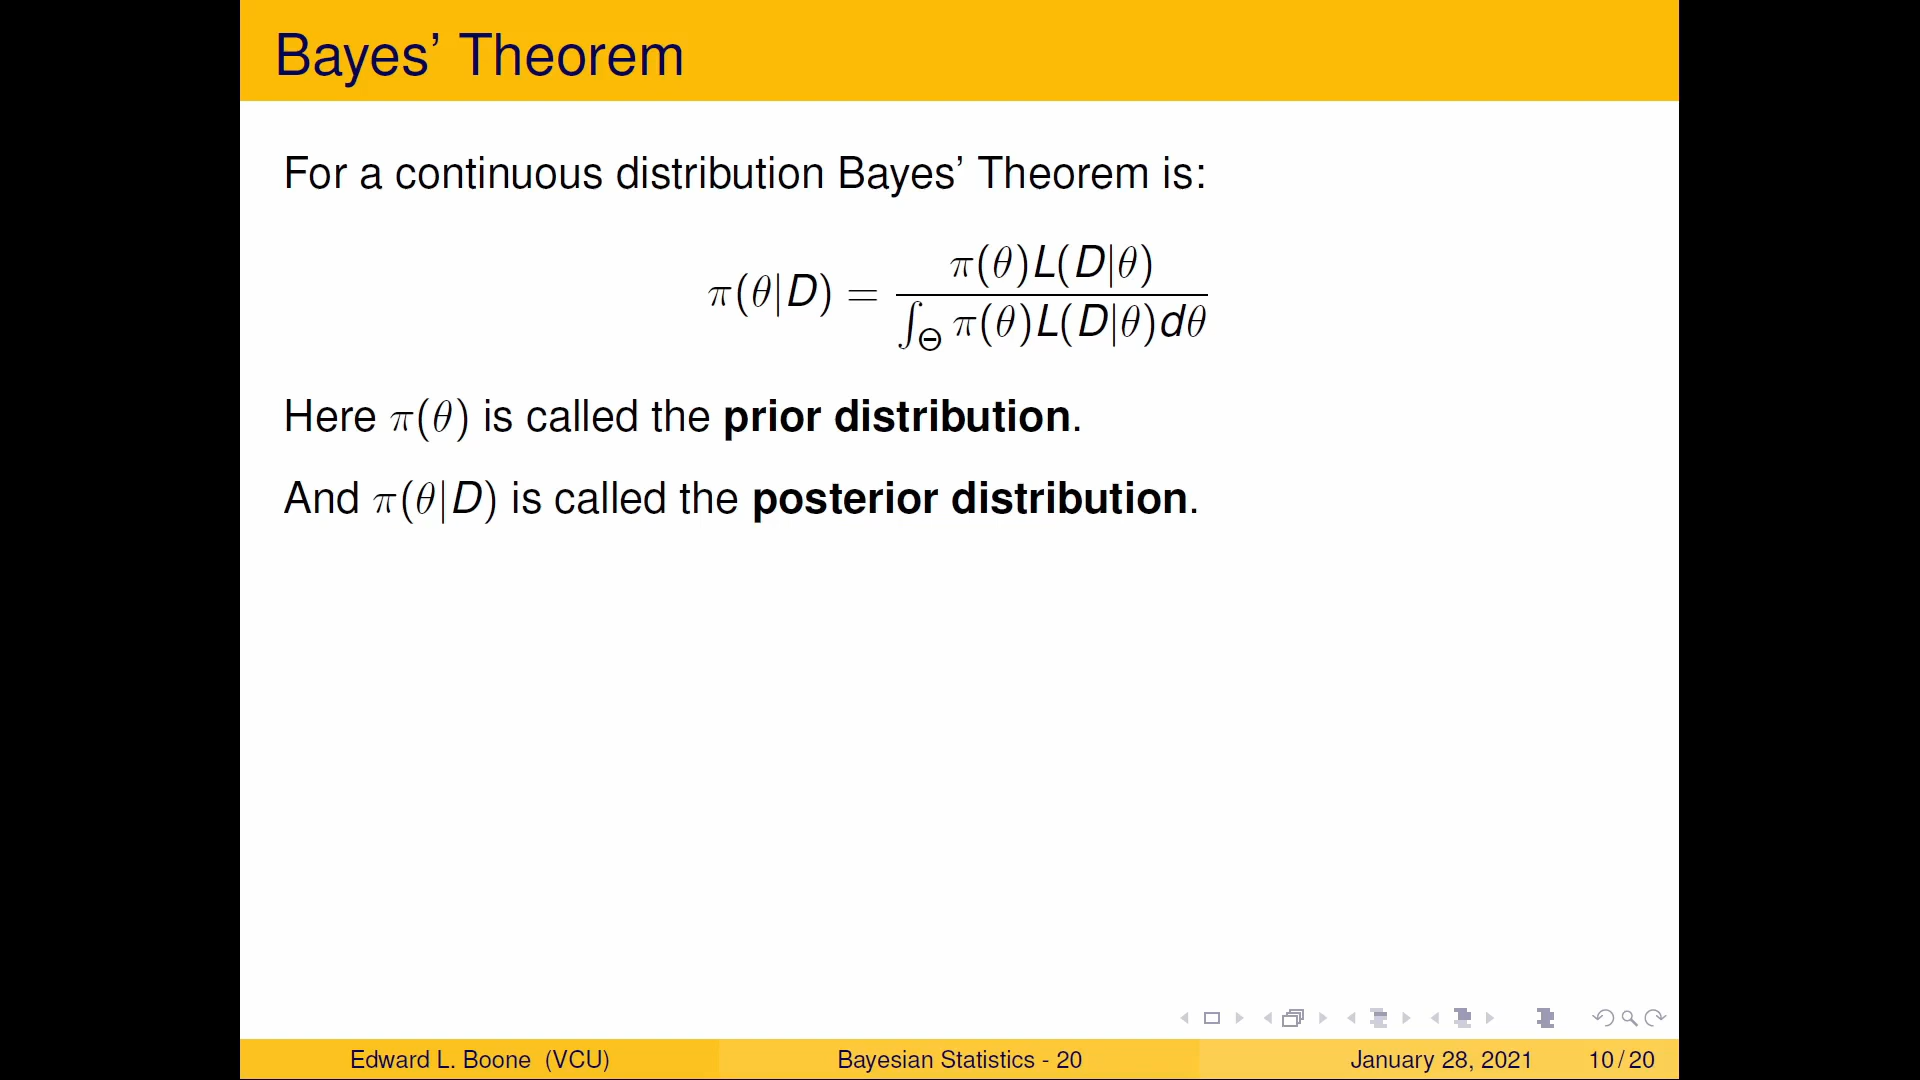 Bayes’ Theorem
For a continuous distribution Bayes’ Theorem is:
π(θ|D) = π(θ)L(D|θ) / ∫_Θ π(θ)L(D|θ)dθ
Here π(θ) is called the prior distribution.
And π(θ|D) is called the posterior distribution.
Edward L. Boone (VCU) Bayesian Statistics - 20 January 28, 2021 10 / 20